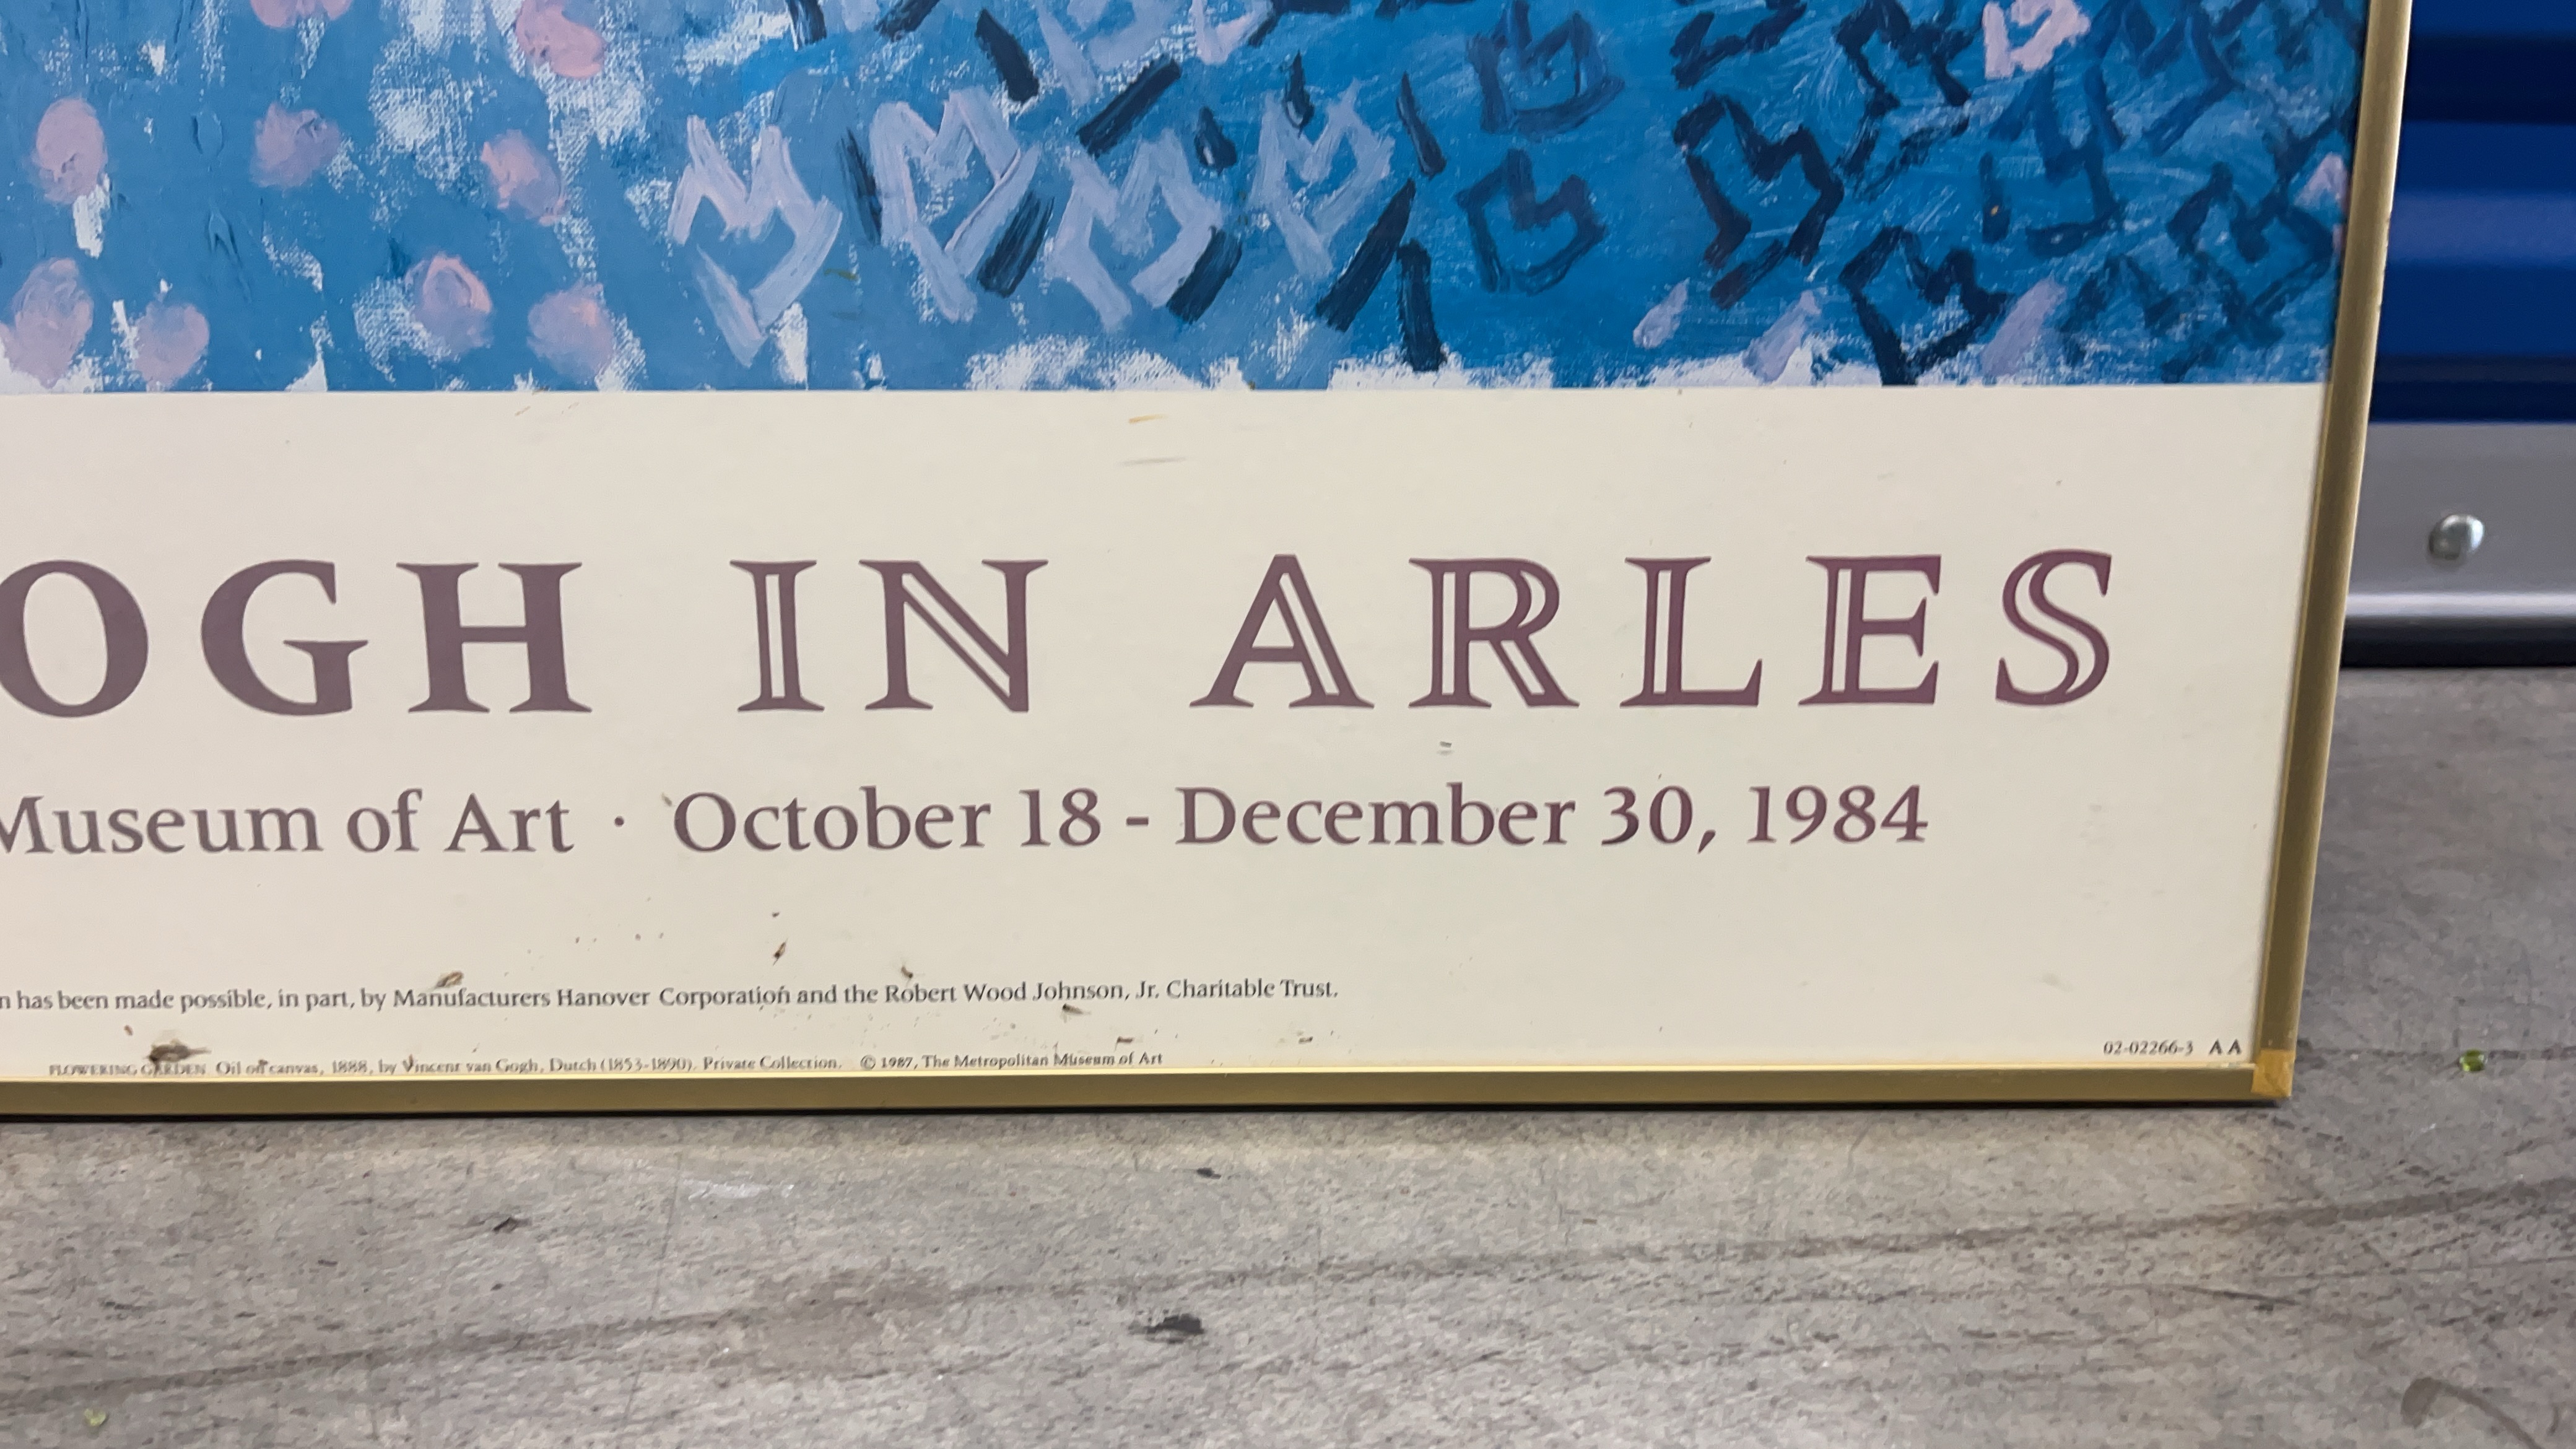 OGH IN ARLES
Museum of Art · October 18 - December 30, 1984
n has been made possible, in part, by Manufacturers Hanover Corporation and the Robert Wood Johnson, Jr. Charitable Trust.
02-02266-3 A A
FLOWERING GARDEN Oil on canvas, 1888, by Vincent van Gogh, Dutch (1853-1890). Private Collection. © 1987, The Metropolitan Museum of Art